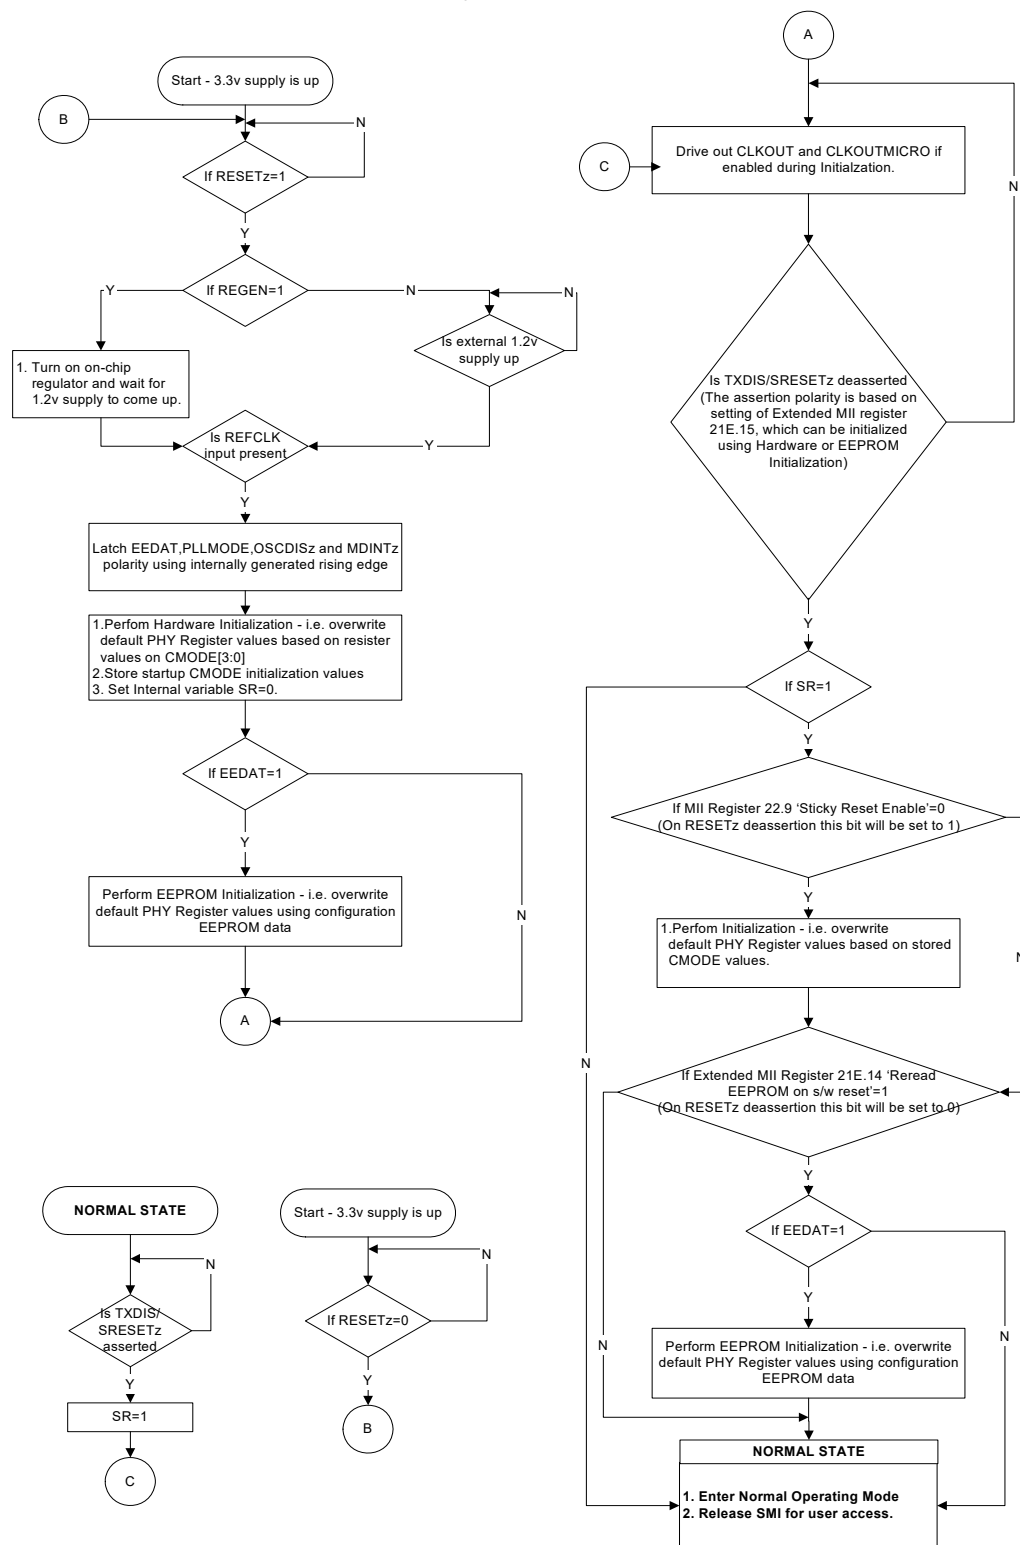 Start - 3.3v supply is up
B
N
If RESETz=1
Y
If REGEN=1
Y
N
N
Is external 1.2v
supply up
1. Turn on on-chip
regulator and wait for
1.2v supply to come up.
Is REFCLK
input present
Y
Y
Latch EEDAT,PLLMODE,OSCDISz and MDINTz
polarity using internally generated rising edge
1.Perfom Hardware Initialization - i.e. overwrite
default PHY Register values based on resister
values on CMODE[3:0]
2.Store startup CMODE initialization values
3. Set Internal variable SR=0.
If EEDAT=1
Y
N
Perform EEPROM Initialization - i.e. overwrite
default PHY Register values using configuration
EEPROM data
A
NORMAL STATE
N
Is TXDIS/
SRESETz
asserted
Y
SR=1
C
Start - 3.3v supply is up
N
If RESETz=0
Y
B
A
C
Drive out CLKOUT and CLKOUTMICRO if
enabled during Initialzation.
N
Is TXDIS/SRESETz deasserted
(The assertion polarity is based on
setting of Extended MII register
21E.15, which can be initialized
using Hardware or EEPROM
Initialization)
Y
If SR=1
Y
If MII Register 22.9 ‘Sticky Reset Enable’=0
(On RESETz deassertion this bit will be set to 1)
Y
1.Perfom Initialization - i.e. overwrite
default PHY Register values based on stored
CMODE values.
N
N
If Extended MII Register 21E.14 ‘Reread
EEPROM on s/w reset’=1
(On RESETz deassertion this bit will be set to 0)
Y
If EEDAT=1
Y
N
N
Perform EEPROM Initialization - i.e. overwrite
default PHY Register values using configuration
EEPROM data
NORMAL STATE
1. Enter Normal Operating Mode
2. Release SMI for user access.